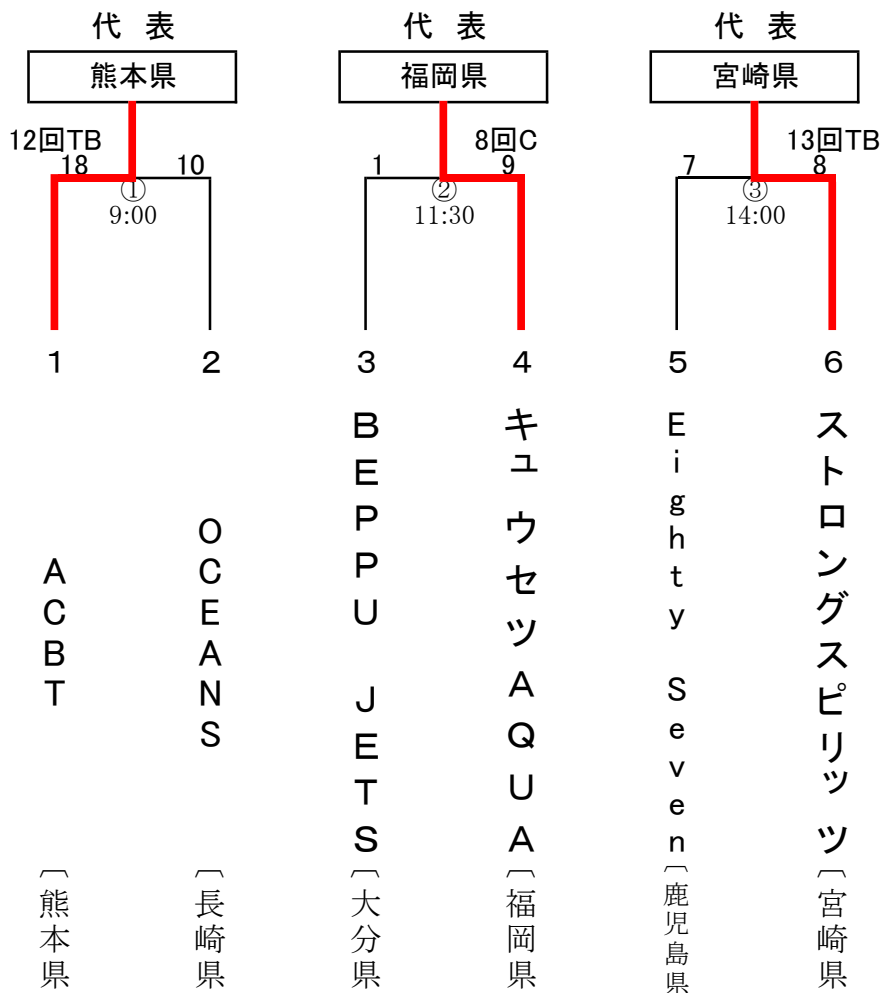 代 表
代 表
代 表
熊本県
福岡県
宮崎県
12回TB
8回C
13回TB
18
10
1
9
7
8
①
②
③
9:00
11:30
14:00
1
2
3
4
5
6
ACBT
OCEANS
BEPPU JETS
キュウセツAQUA
Eighty Seven
ストロングスピリッツ
〔熊本県
〔長崎県
〔大分県
〔福岡県
〔鹿児島県
〔宮崎県